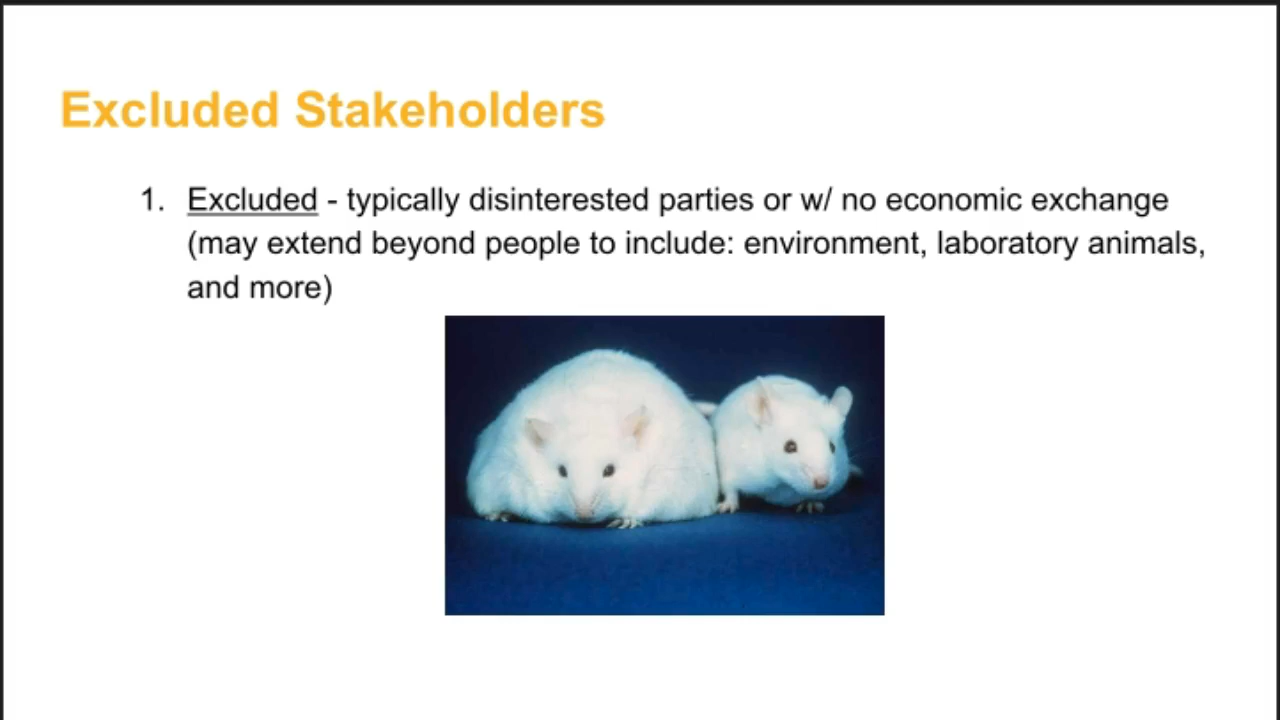 Excluded Stakeholders
1. Excluded - typically disinterested parties or w/ no economic exchange
(may extend beyond people to include: environment, laboratory animals,
and more)